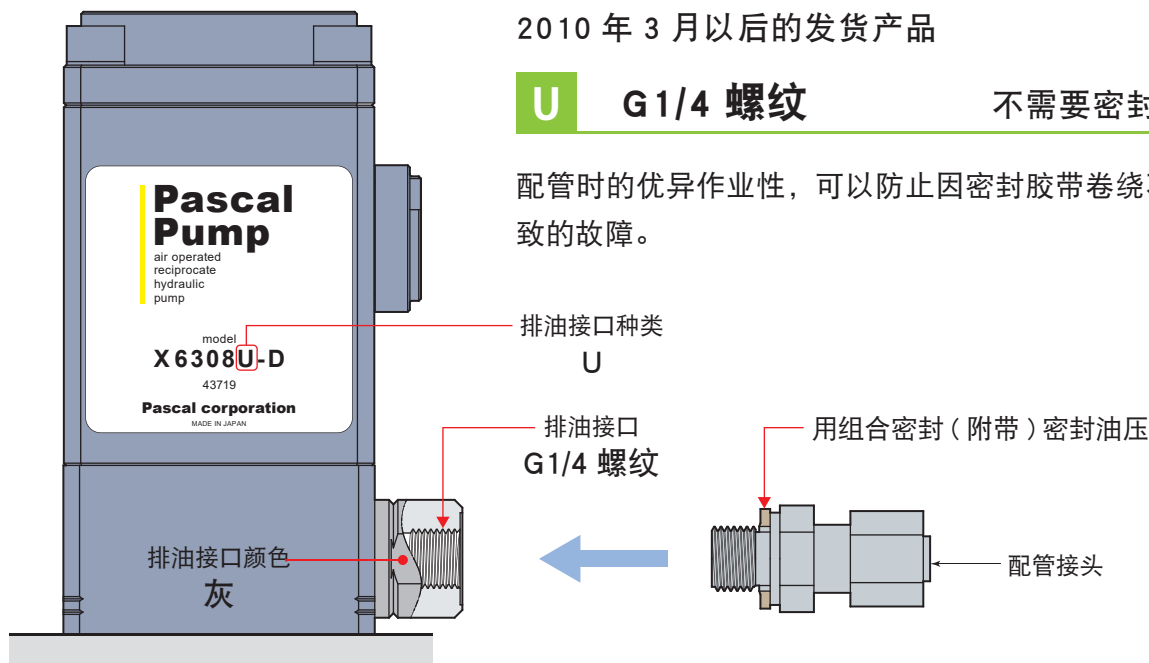 2010 年 3 月以后的发货产品
U G1/4 螺纹 不需要密封
配管时的优异作业性，可以防止因密封胶带卷绕
致的故障。
Pascal
Pump
air operated
reciprocate
hydraulic
pump
model
X6308U-D
43719
Pascal corporation
MADE IN JAPAN
排油接口种类
U
排油接口
G1/4 螺纹
用组合密封 ( 附带 ) 密封油压
排油接口颜色
灰
配管接头